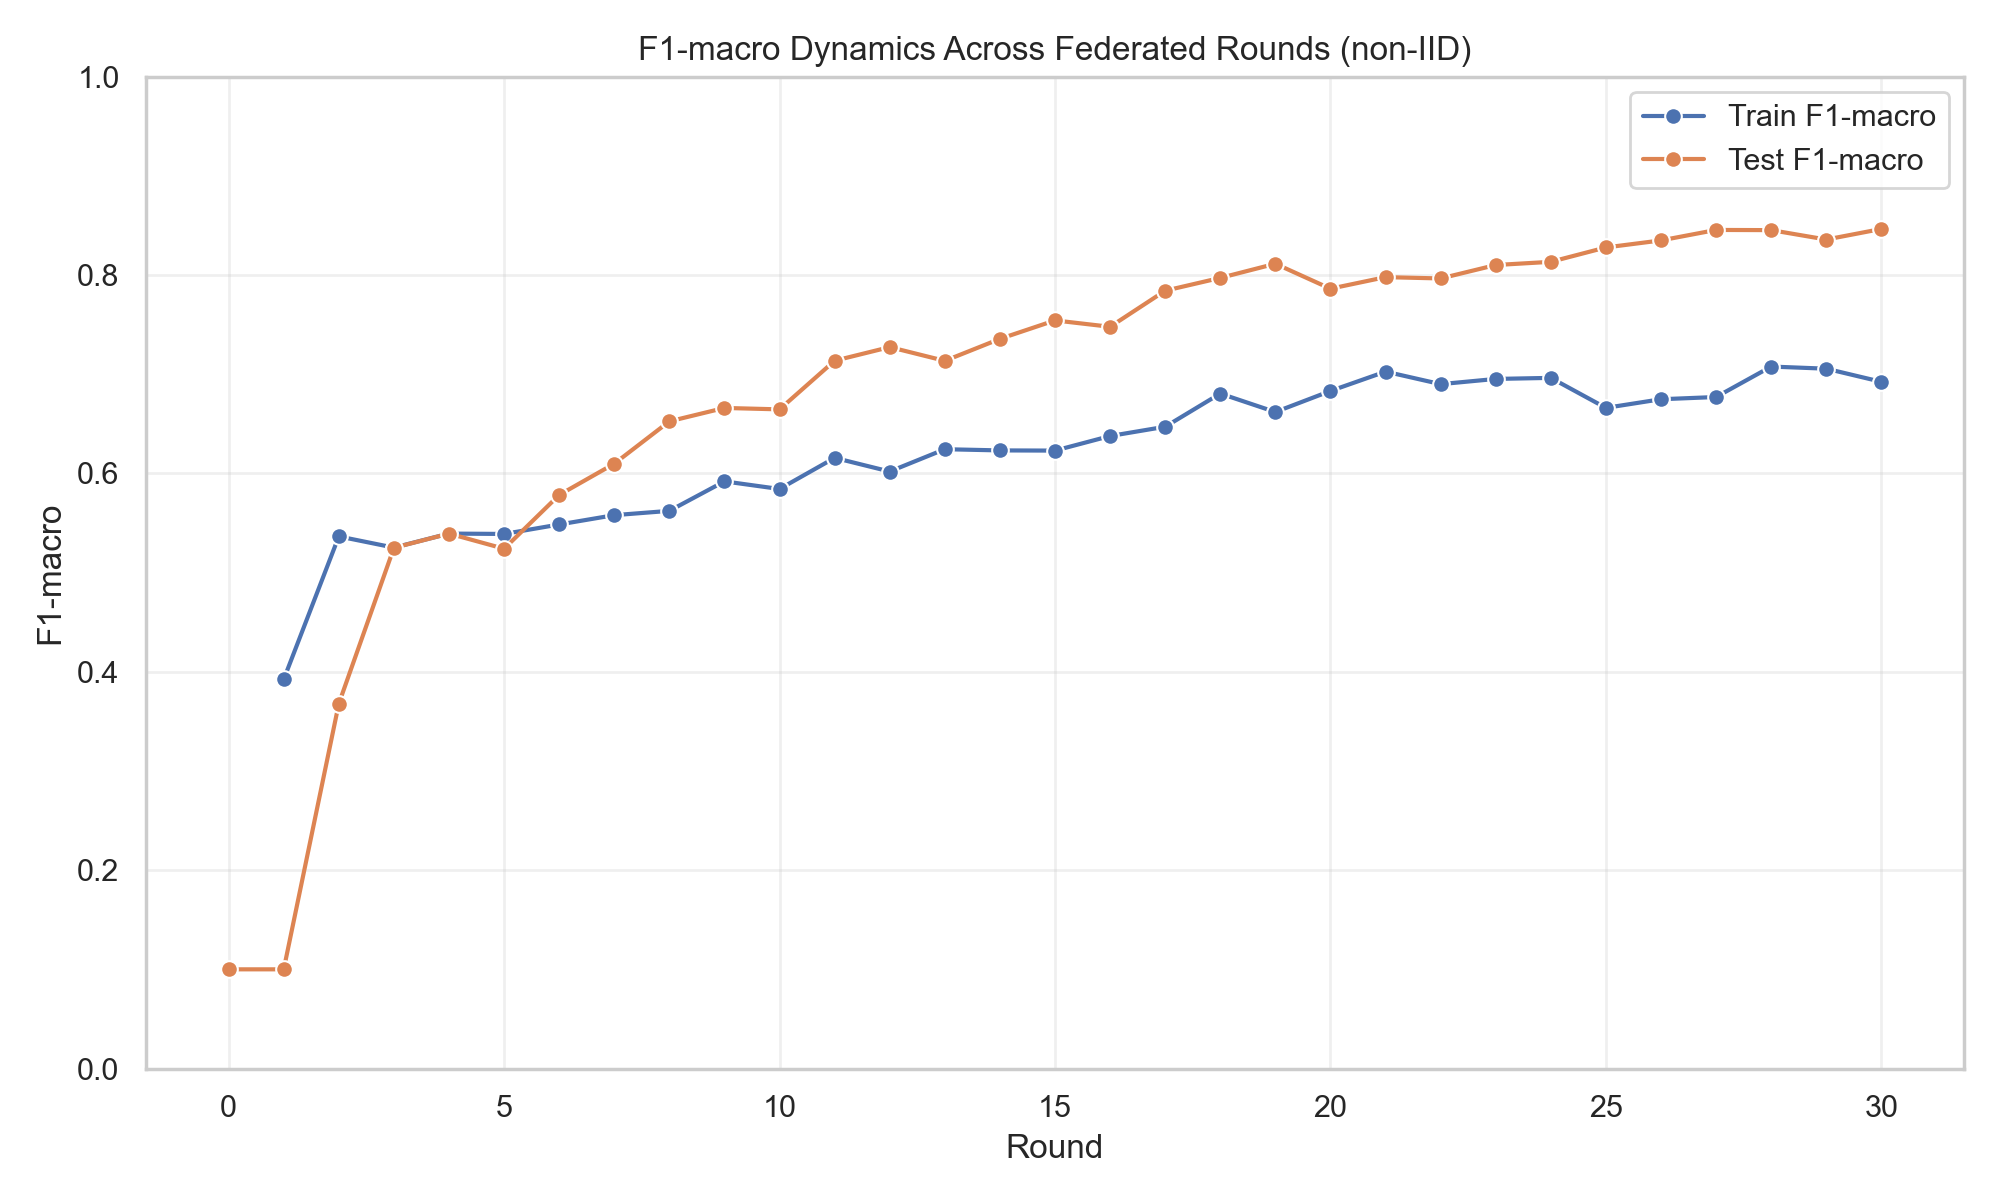 F1-macro Dynamics Across Federated Rounds (non-IID)
Train F1-macro
Test F1-macro
F1-macro
1.0
0.8
0.6
0.4
0.2
0.0
0 5 10 15 20 25 30
Round